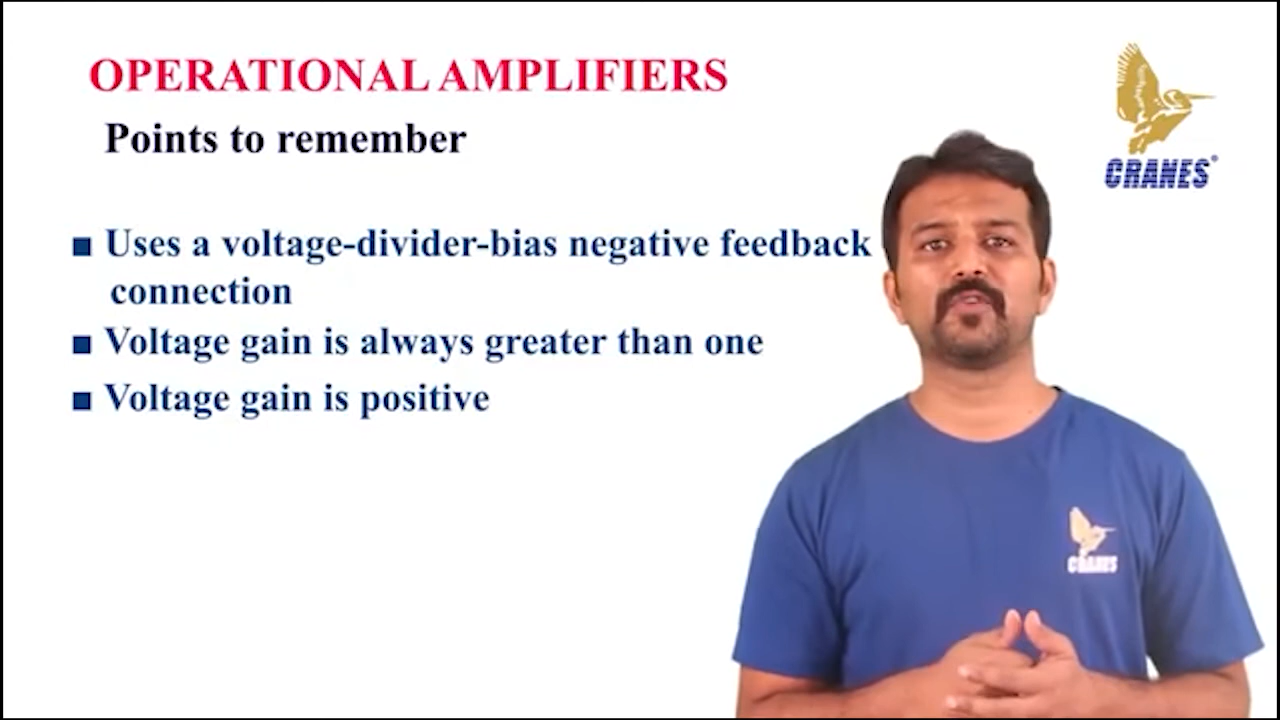 OPERATIONAL AMPLIFIERS
Points to remember
CRANES®
■ Uses a voltage-divider-bias negative feedback
connection
■ Voltage gain is always greater than one
■ Voltage gain is positive
CRANES